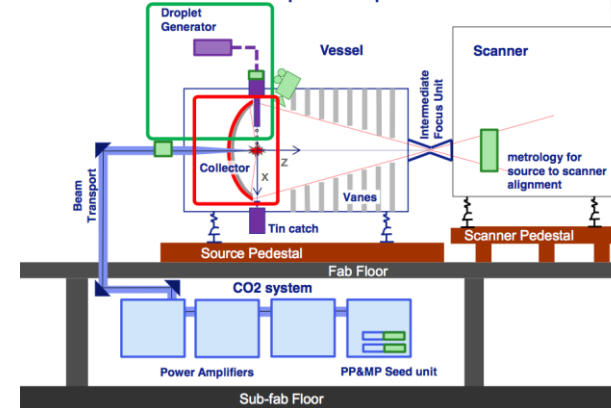 Droplet
Generator
Vessel
Scanner
Intermediate
Focus Unit
Collector
Z
X
metrology for
source to scanner
alignment
Beam
Transport
Vanes
Tin catch
Source Pedestal
Scanner Pedestal
Fab Floor
CO2 system
Power Amplifiers
PP&MP Seed unit
Sub-fab Floor